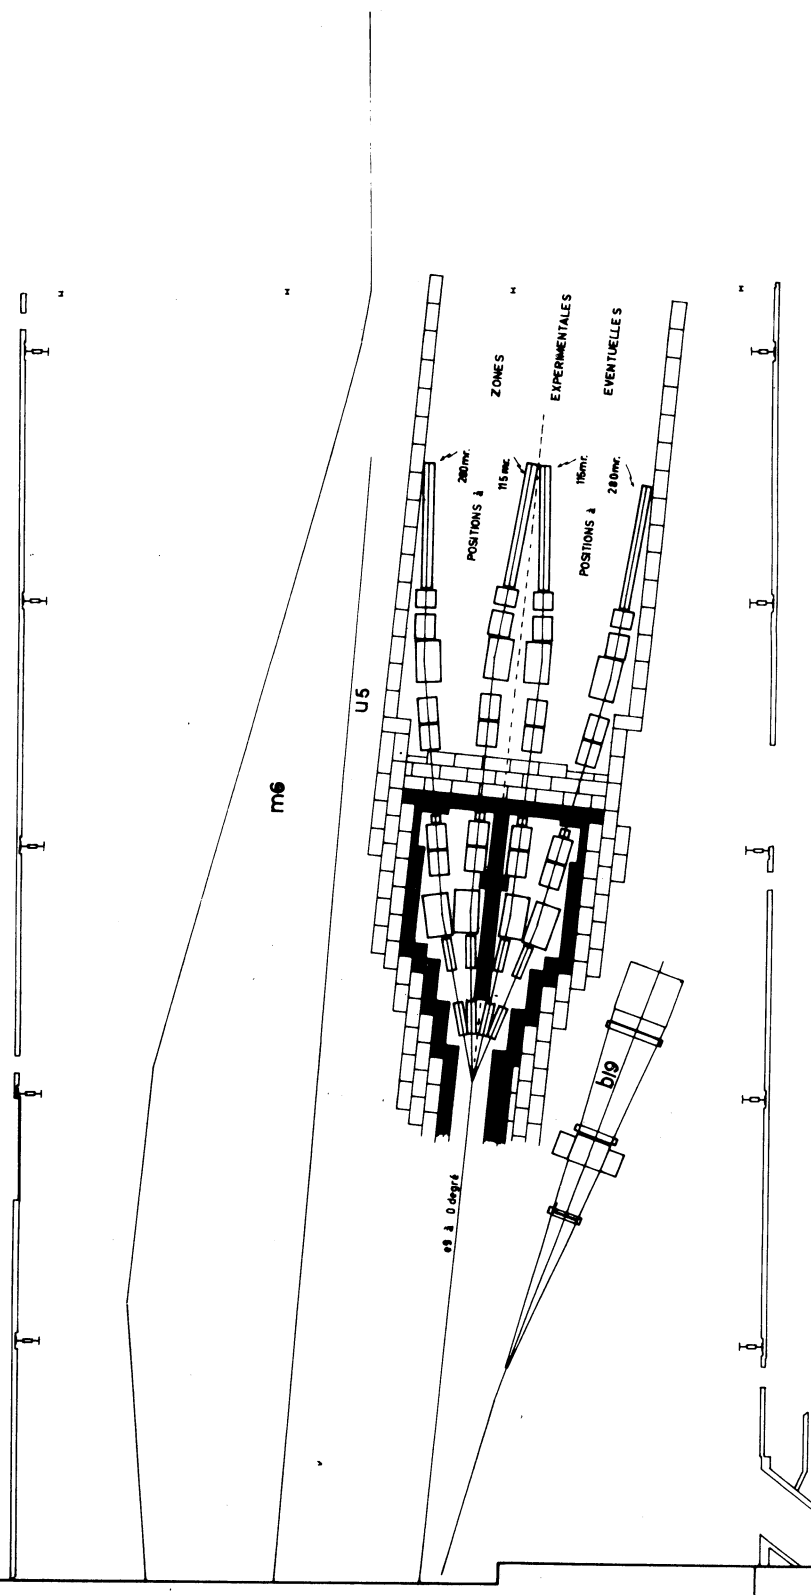 ZONES
EXPERIMENTALES
EVENTUELLES
280mr.
115mr.
115mr.
280mr.
POSITIONS à
POSITIONS à
u5
m6
b19
e9 à 0 degré